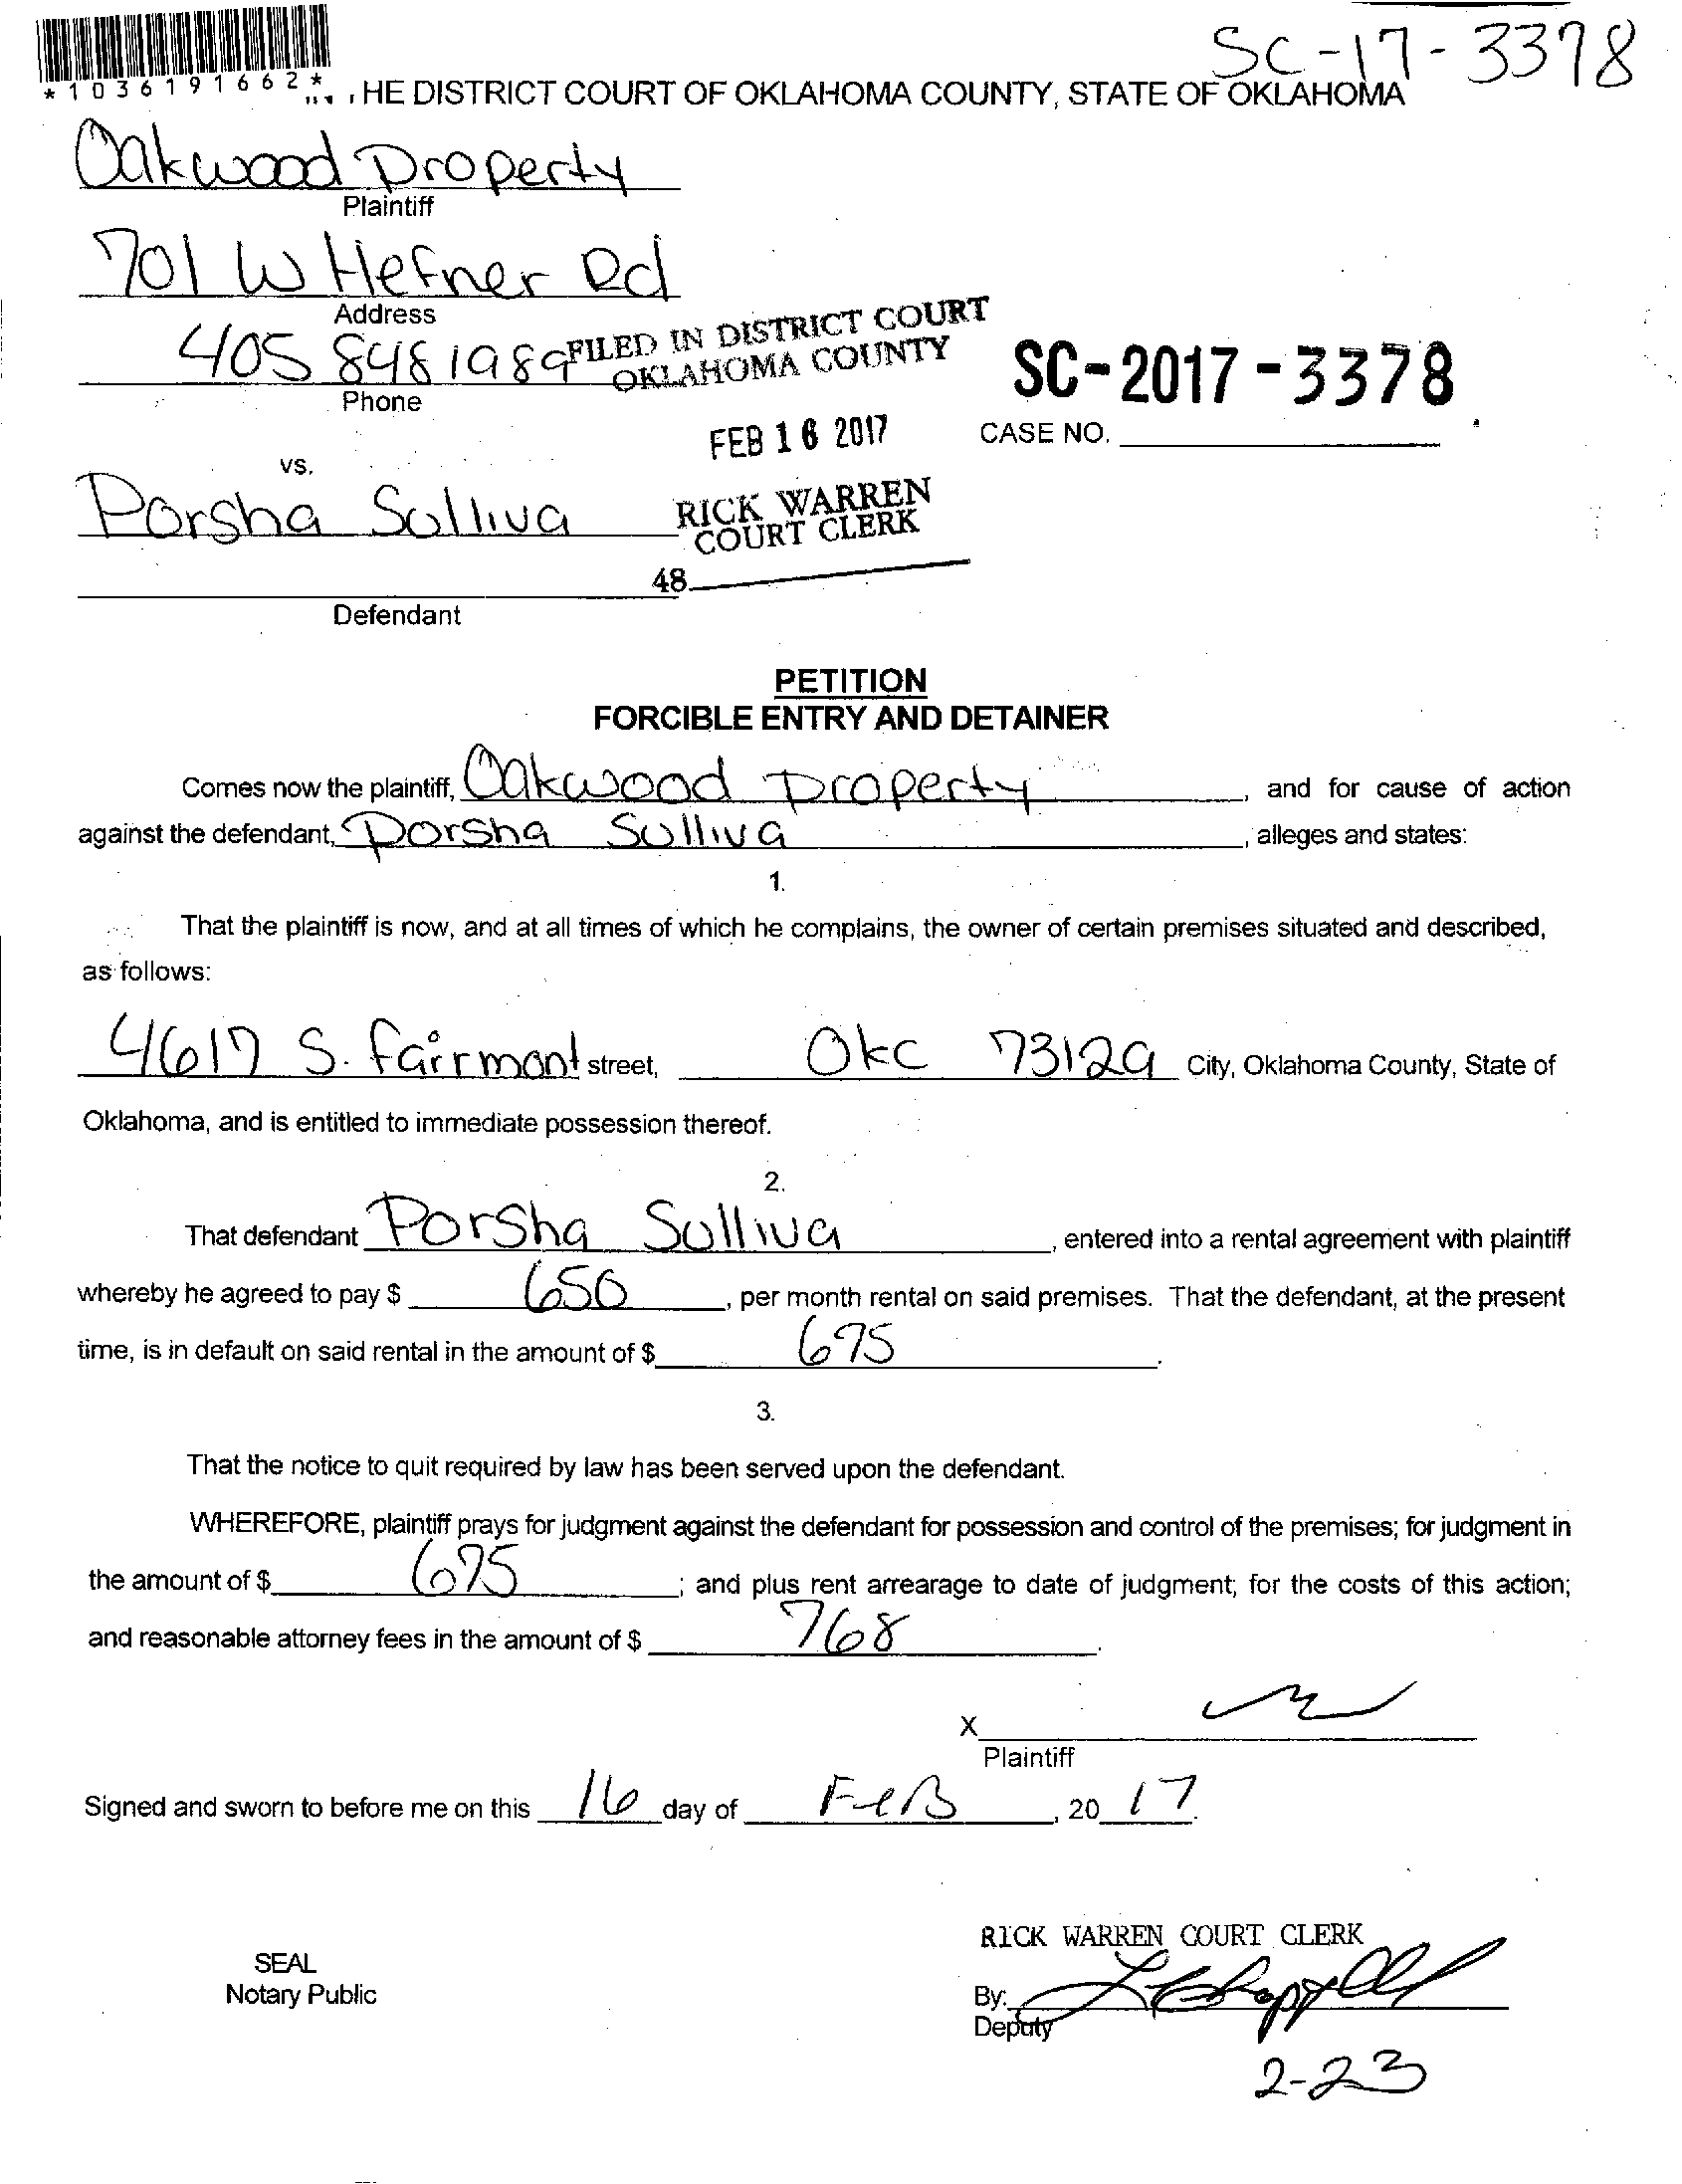 SC-17-3378
*1036191662*
HE DISTRICT COURT OF OKLAHOMA COUNTY, STATE OF OKLAHOMA
Oakwood Property
Plaintiff
701 W Hefner Rd
Address
405 848 1989
Phone
FILED IN DISTRICT COURT
OKLAHOMA COUNTY
SC-2017-3378
FEB 16 2017
CASE NO.
vs.
Porsha Sulliva
RICK WARREN
COURT CLERK
48
Defendant
PETITION
FORCIBLE ENTRY AND DETAINER
Comes now the plaintiff, Oakwood Property, and for cause of action
against the defendant, Porsha Sulliva, alleges and states:
1.
That the plaintiff is now, and at all times of which he complains, the owner of certain premises situated and described,
as follows:
4617 S. fairmont street, Okc 73129 City, Oklahoma County, State of
Oklahoma, and is entitled to immediate possession thereof.
2.
That defendant Porsha Sulliva, entered into a rental agreement with plaintiff
whereby he agreed to pay $ 650, per month rental on said premises. That the defendant, at the present
time, is in default on said rental in the amount of $ 675.
3.
That the notice to quit required by law has been served upon the defendant.
WHEREFORE, plaintiff prays for judgment against the defendant for possession and control of the premises; for judgment in
the amount of $ 675; and plus rent arrearage to date of judgment; for the costs of this action;
and reasonable attorney fees in the amount of $ 768.
X
Plaintiff
Signed and sworn to before me on this 16 day of FeB, 20 17.
RICK WARREN COURT CLERK
SEAL
Notary Public
By:
Deputy
2-23